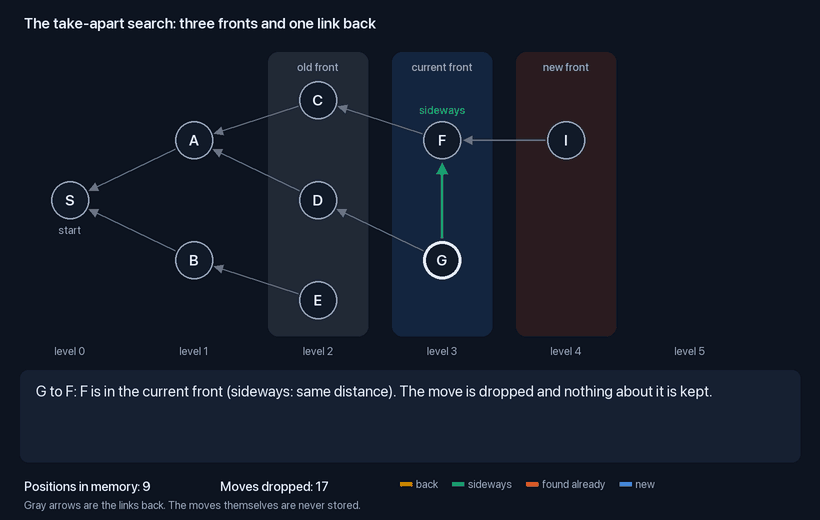 The take-apart search: three fronts and one link back
old front
current front
new front
C
sideways
A
F
I
S
D
start
B
G
E
level 0
level 1
level 2
level 3
level 4
level 5
G to F: F is in the current front (sideways: same distance). The move is dropped and nothing about it is kept.
Positions in memory: 9
Moves dropped: 17
back
sideways
found already
new
Gray arrows are the links back. The moves themselves are never stored.